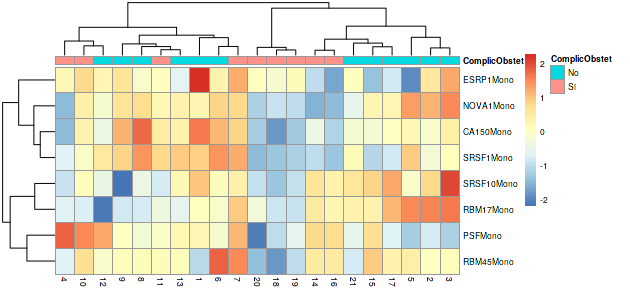 ComplicObstet
ESRP1Mono
NOVA1Mono
CA150Mono
SRSF1Mono
SRSF10Mono
RBM17Mono
PSFMono
RBM45Mono
4 10 12 9 8 11 13 1 6 7 20 18 19 14 16 21 15 17 5 2 3
2
1
0
-1
-2
ComplicObstet
No
Si